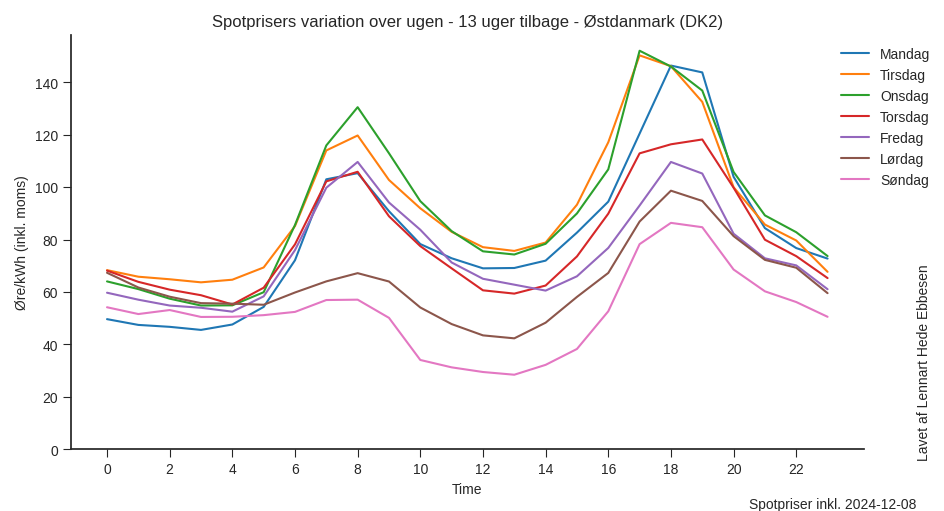 Spotprisers variation over ugen - 13 uger tilbage - Østdanmark (DK2)
Mandag
Tirsdag
Onsdag
Torsdag
Fredag
Lørdag
Søndag
Øre/kWh (inkl. moms)
140
120
100
80
60
40
20
0
0 2 4 6 8 10 12 14 16 18 20 22
Time
Lavet af Lennart Hede Ebbesen
Spotpriser inkl. 2024-12-08